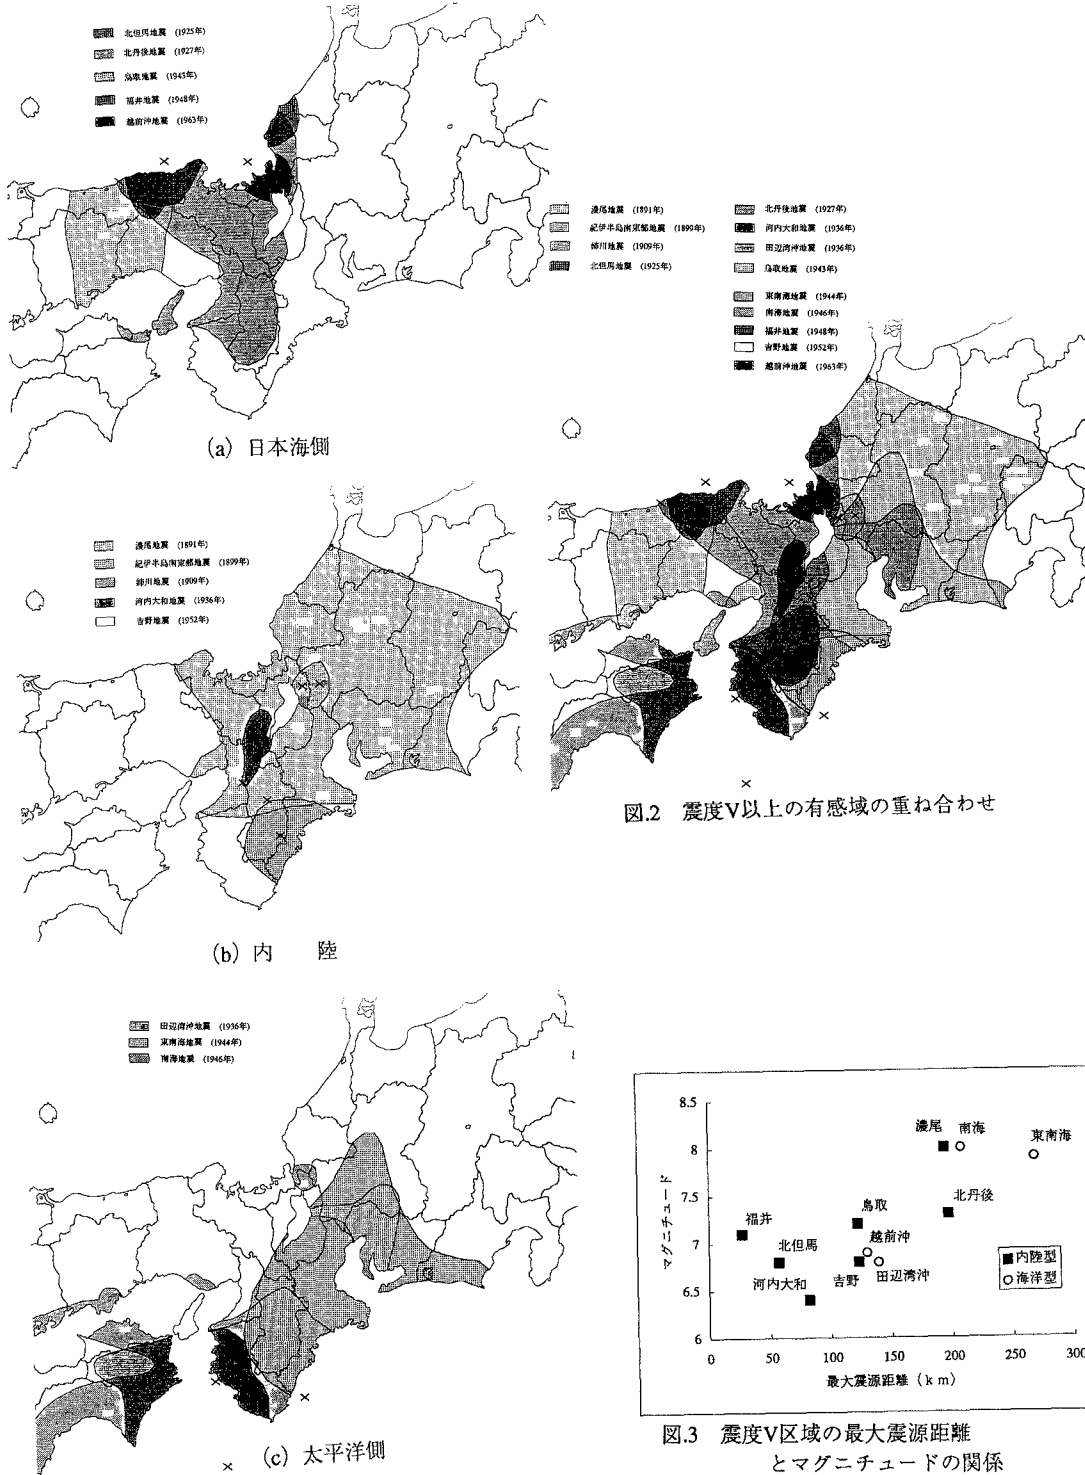 北但馬地震 (1925年)
北丹後地震 (1927年)
鳥取地震 (1943年)
福井地震 (1948年)
越前沖地震 (1963年)
(a) 日本海側
濃尾地震 (1891年)
紀伊半島南東部地震 (1899年)
姉川地震 (1909年)
河内大和地震 (1936年)
吉野地震 (1952年)
(b) 内 陸
田辺湾沖地震 (1936年)
東南海地震 (1944年)
南海地震 (1946年)
(c) 太平洋側
濃尾地震 (1891年)
紀伊半島南東部地震 (1899年)
姉川地震 (1909年)
北但馬地震 (1925年)
北丹後地震 (1927年)
河内大和地震 (1936年)
田辺湾沖地震 (1936年)
鳥取地震 (1943年)
東南海地震 (1944年)
南海地震 (1946年)
福井地震 (1948年)
吉野地震 (1952年)
越前沖地震 (1963年)
図.2 震度V以上の有感域の重ね合わせ
マグニチュード
8.5
8
7.5
7
6.5
6
濃尾 南海 東南海
北丹後
鳥取
福井
越前沖
北但馬
吉野 田辺湾沖
河内大和
■内陸型
○海洋型
0 50 100 150 200 250 300
最大震源距離 (km)
図.3 震度V区域の最大震源距離
とマグニチュードの関係